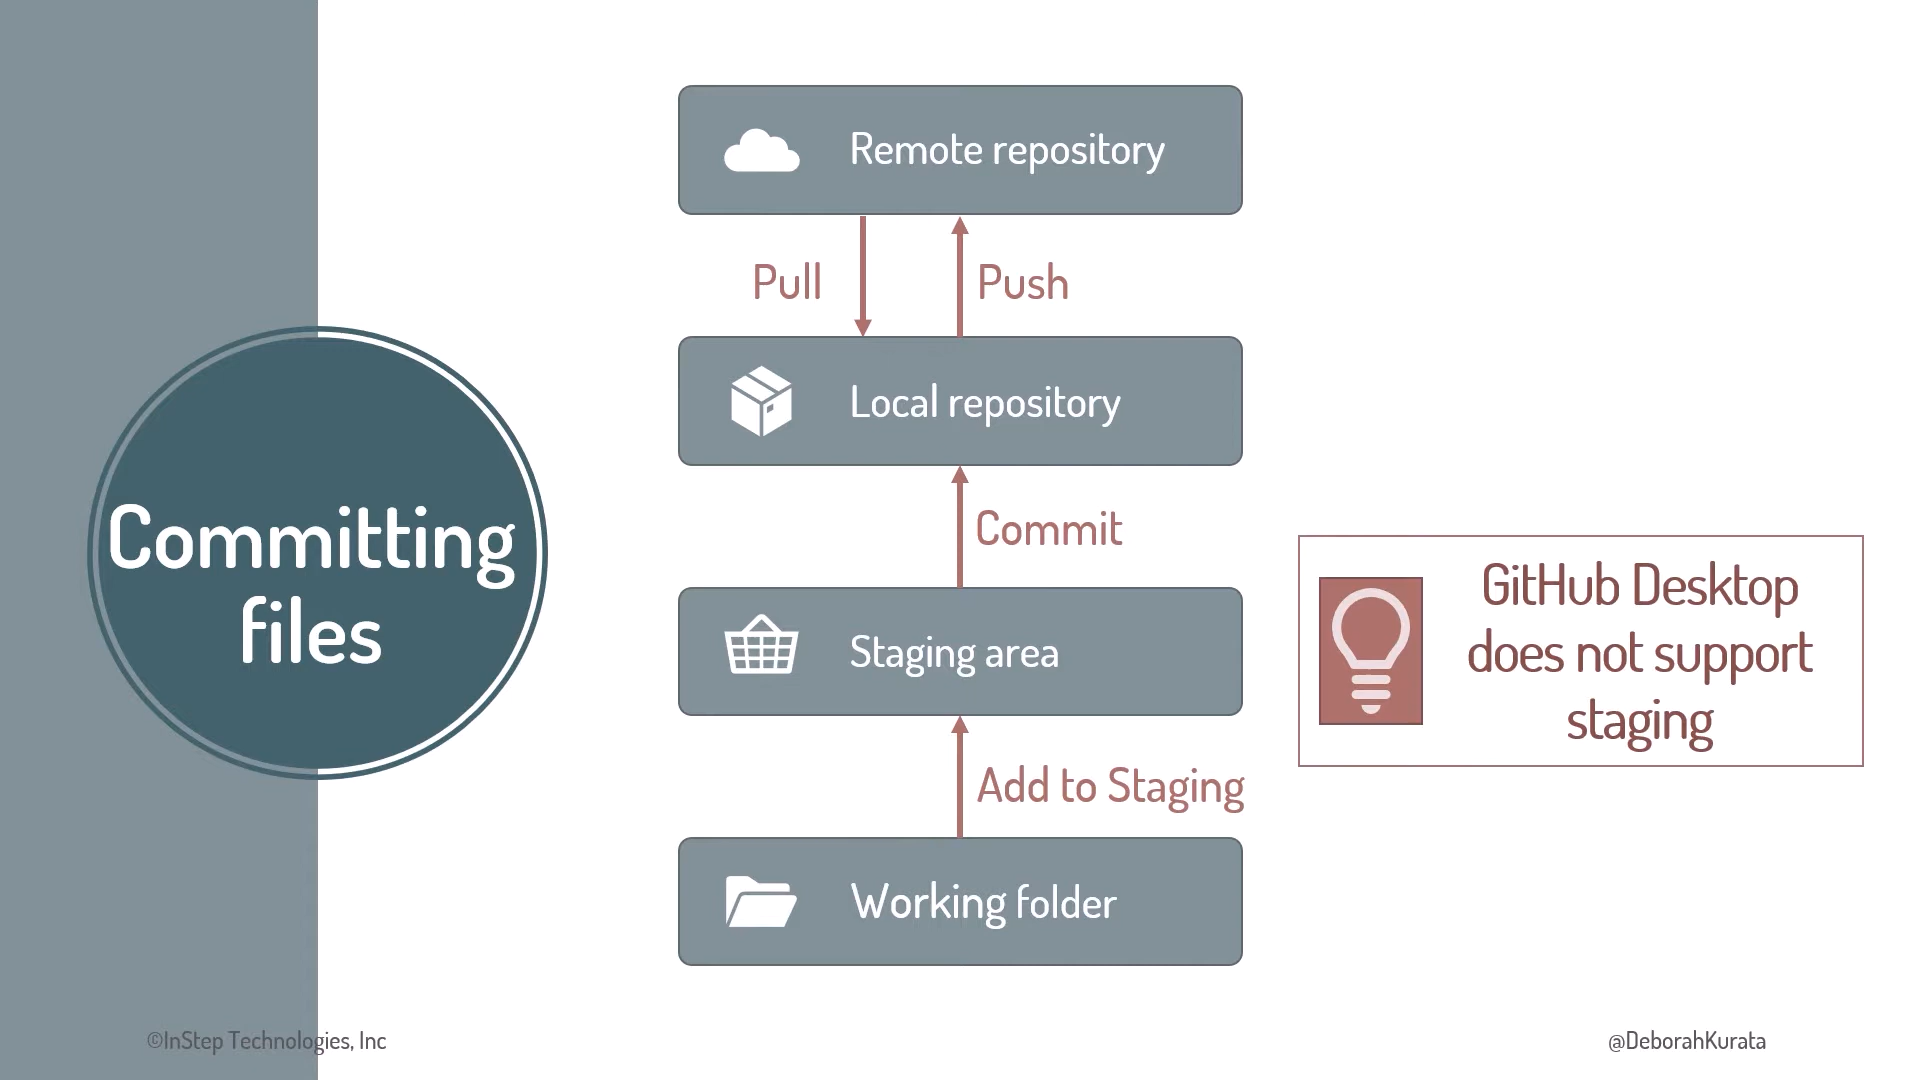 Committing
files
Remote repository
Pull
Push
Local repository
Commit
Staging area
Add to Staging
Working folder
GitHub Desktop
does not support
staging
©InStep Technologies, Inc
@DeborahKurata